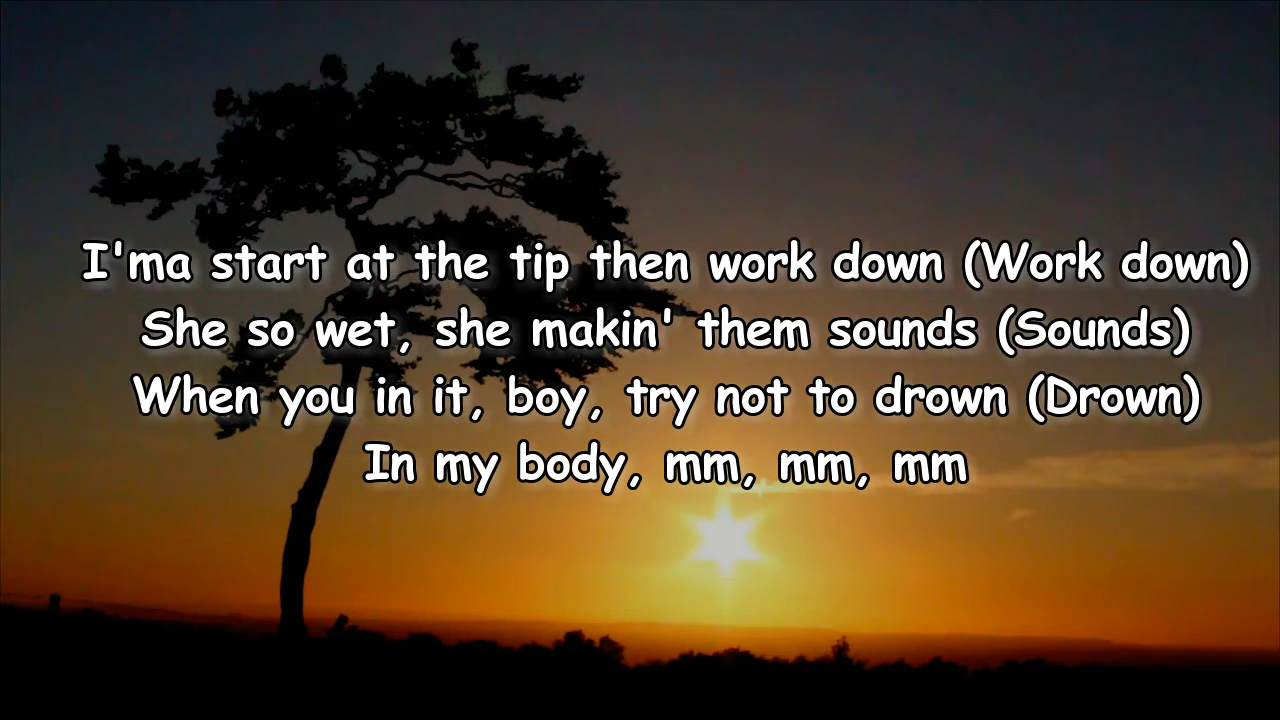 I'ma start at the tip then work down (Work down)
She so wet, she makin' them sounds (Sounds)
When you in it, boy, try not to drown (Drown)
In my body, mm, mm, mm